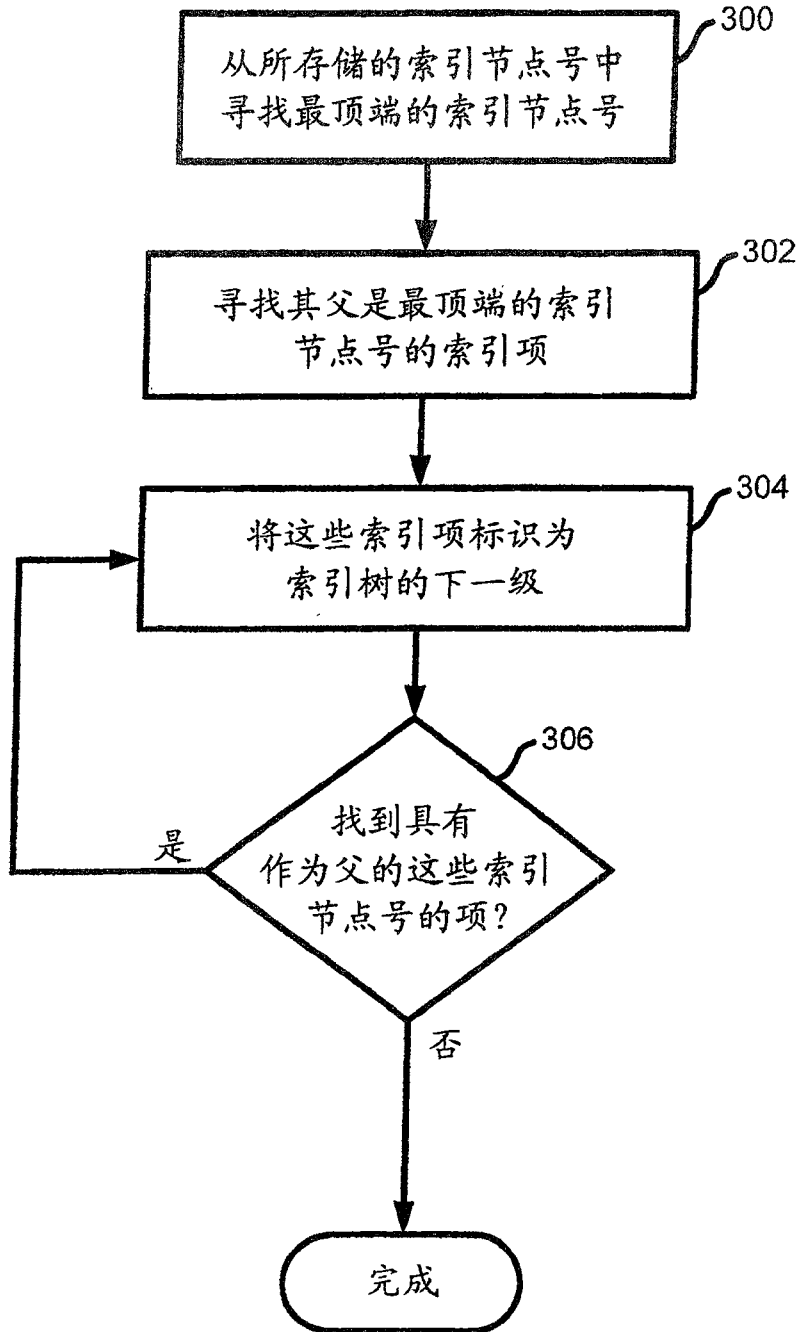 300
从所存储的索引节点号中
寻找最顶端的索引节点号
302
寻找其父是最顶端的索引
节点号的索引项
304
将这些索引项标识为
索引树的下一级
306
找到具有
作为父的这些索引
节点号的项？
是
否
完成